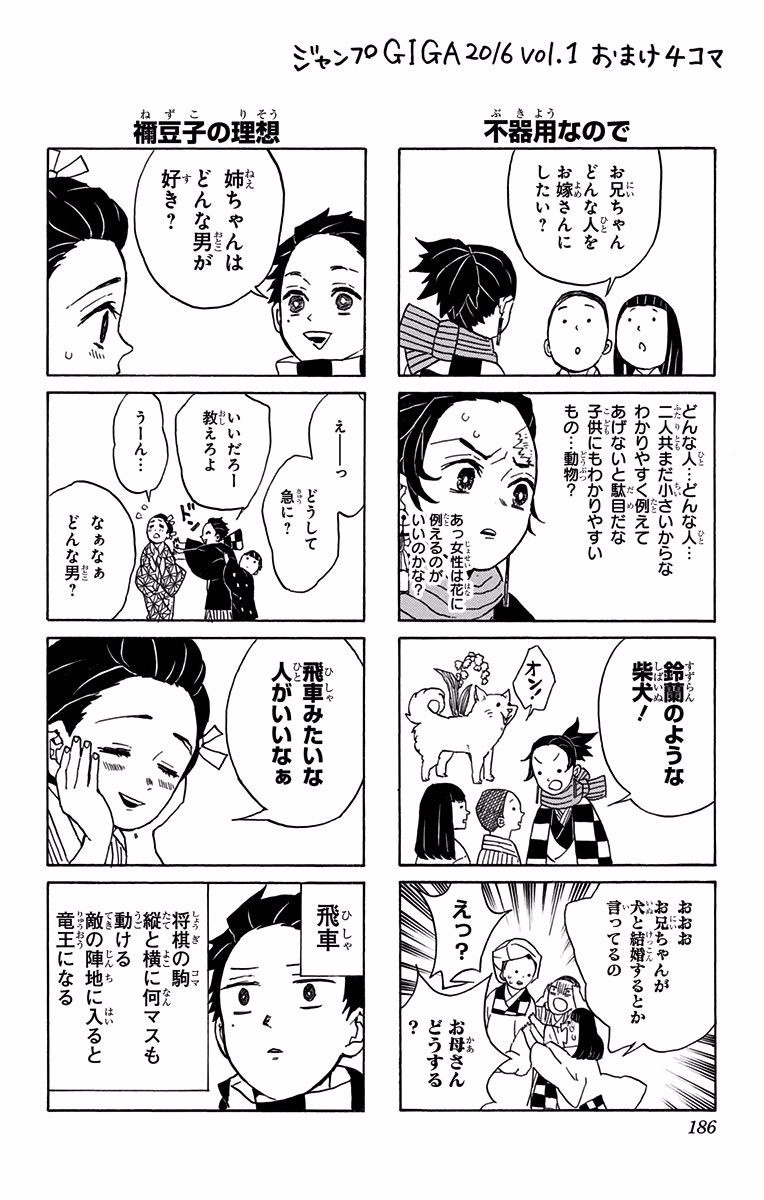 ジャンプGIGA2016 vol.1 おまけ4コマ
不器用なので
お兄ちゃん
どんな人を
お嫁さんに
したい?
どんな人…どんな人…
二人共まだ小さいからな
わかりやすく例えて
あげないと駄目だな
子供にもわかりやすい
もの…動物?
あっ女性は花に
例えるのが
いいのかな?
鈴蘭のような
柴犬!
オン!
おおお
お兄ちゃんが
犬と結婚するとか
言ってるの
えっ?
お母さん
どうする
?
禰豆子の理想
姉ちゃんは
どんな男が
好き?
えーーっ
どうして
急に?
いいだろー
教えろよ
ドン
うーん…
なぁなぁ
どんな男?
飛車みたいな
人がいいなぁ
飛車
将棋の駒
縦と横に何マスも
動ける
敵の陣地に入ると
竜王になる
186